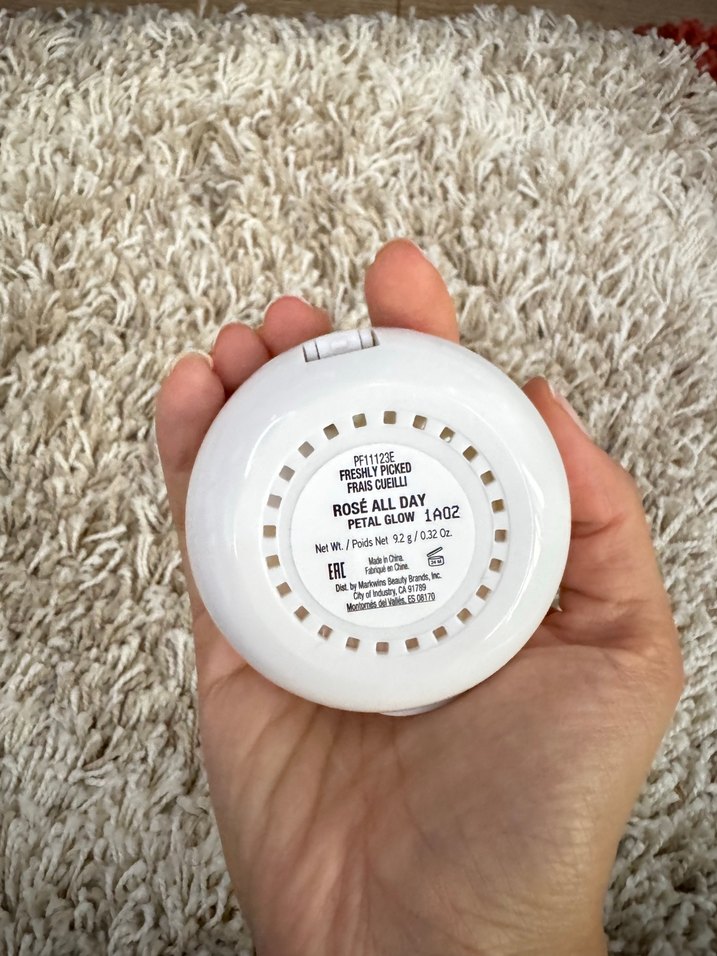 PF11123E
FRESHLY PICKED
FRAIS CUEILLI
ROSÉ ALL DAY
PETAL GLOW 1A02
Net Wt. / Poids Net 9.2 g / 0.32 Oz.
EAC
Made in China.
Fabriqué en Chine.
24 M
Dist. by Markwins Beauty Brands, Inc.
City of Industry, CA 91789
Montornés del Vallés, ES 08170